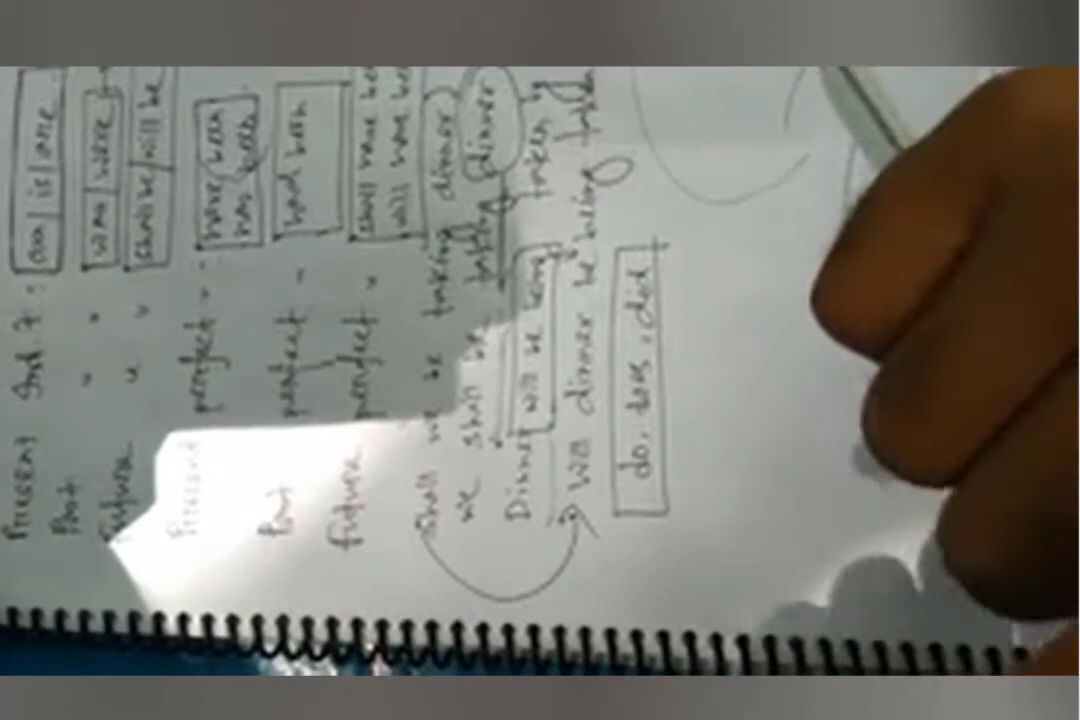 Present Ind. T - am/is/are
Past " " was/were
Future " " shall be/will be
Present perfect - have been
has been
Past perfect - had been
Future perfect " shall have been
will have been
Shall we be taking dinner
we shall be taking dinner
Dinner will be being taken by
Will dinner be being taken
do, does, did